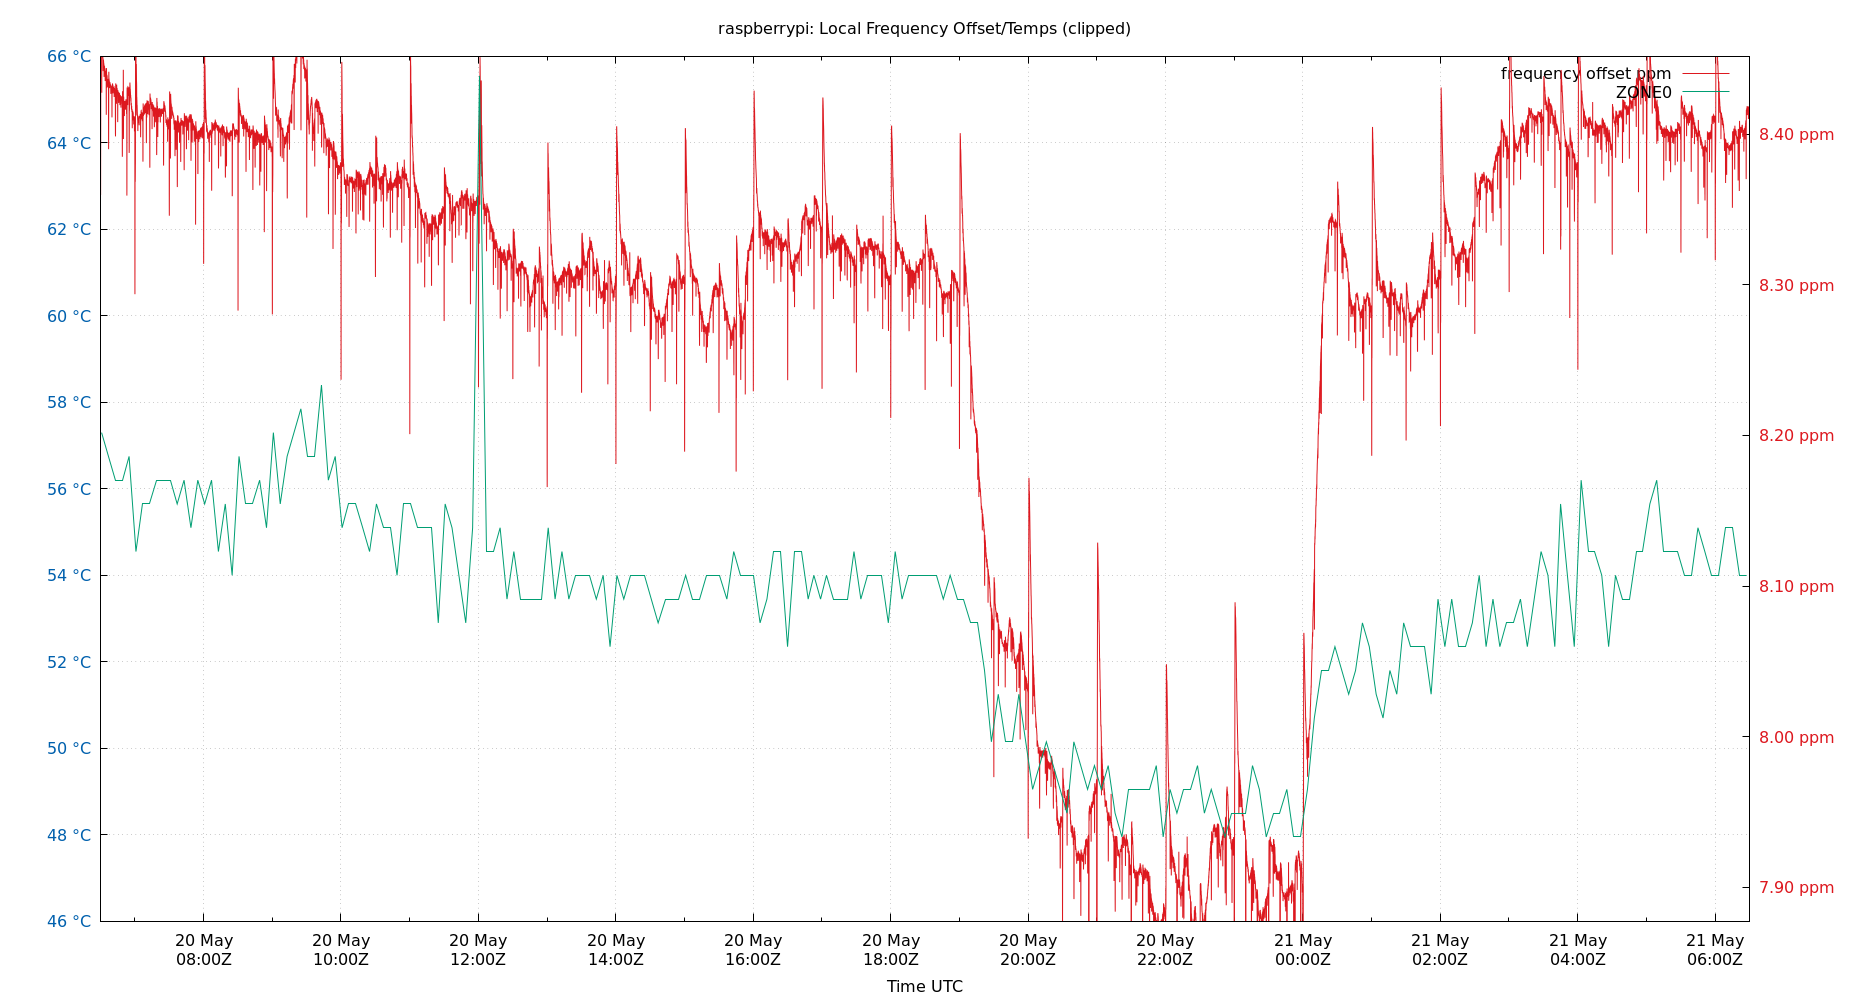 raspberrypi: Local Frequency Offset/Temps (clipped)
66 °C
64 °C
62 °C
60 °C
58 °C
56 °C
54 °C
52 °C
50 °C
48 °C
46 °C
frequency offset ppm
ZONE0
8.40 ppm
8.30 ppm
8.20 ppm
8.10 ppm
8.00 ppm
7.90 ppm
20 May 20 May 20 May 20 May 20 May 20 May 20 May 20 May 21 May 21 May 21 May 21 May
08:00Z 10:00Z 12:00Z 14:00Z 16:00Z 18:00Z 20:00Z 22:00Z 00:00Z 02:00Z 04:00Z 06:00Z
Time UTC